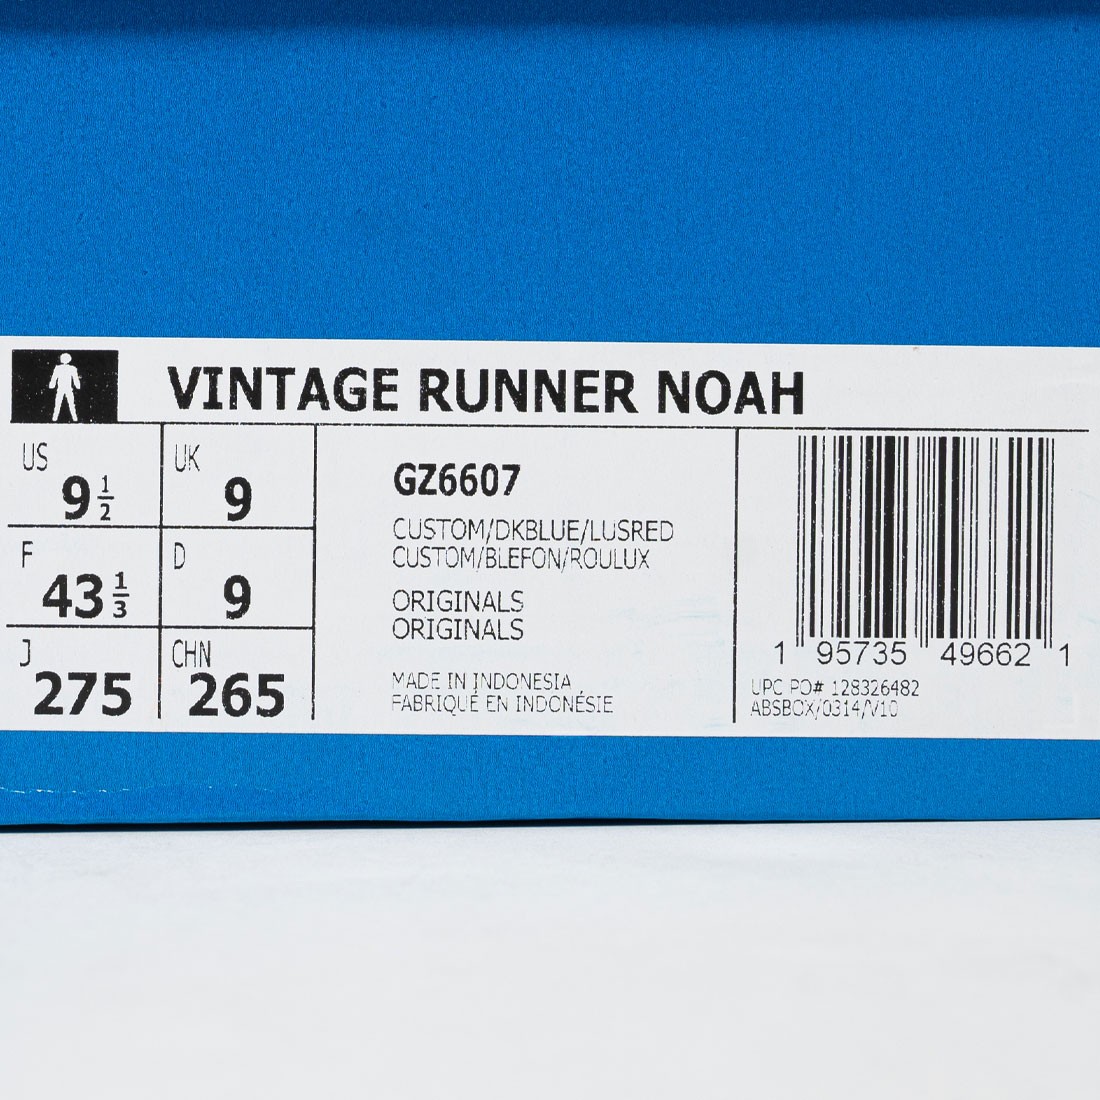 VINTAGE RUNNER NOAH
US
9 1/2
UK
9
F
43 1/3
D
9
J
275
CHN
265
GZ6607
CUSTOM/DKBLUE/LUSRED
CUSTOM/BLEFON/ROULUX
ORIGINALS
ORIGINALS
MADE IN INDONESIA
FABRIQUÉ EN INDONÉSIE
1 95735 49662 1
UPC PO# 128326482
ABSBOX/0314/V10